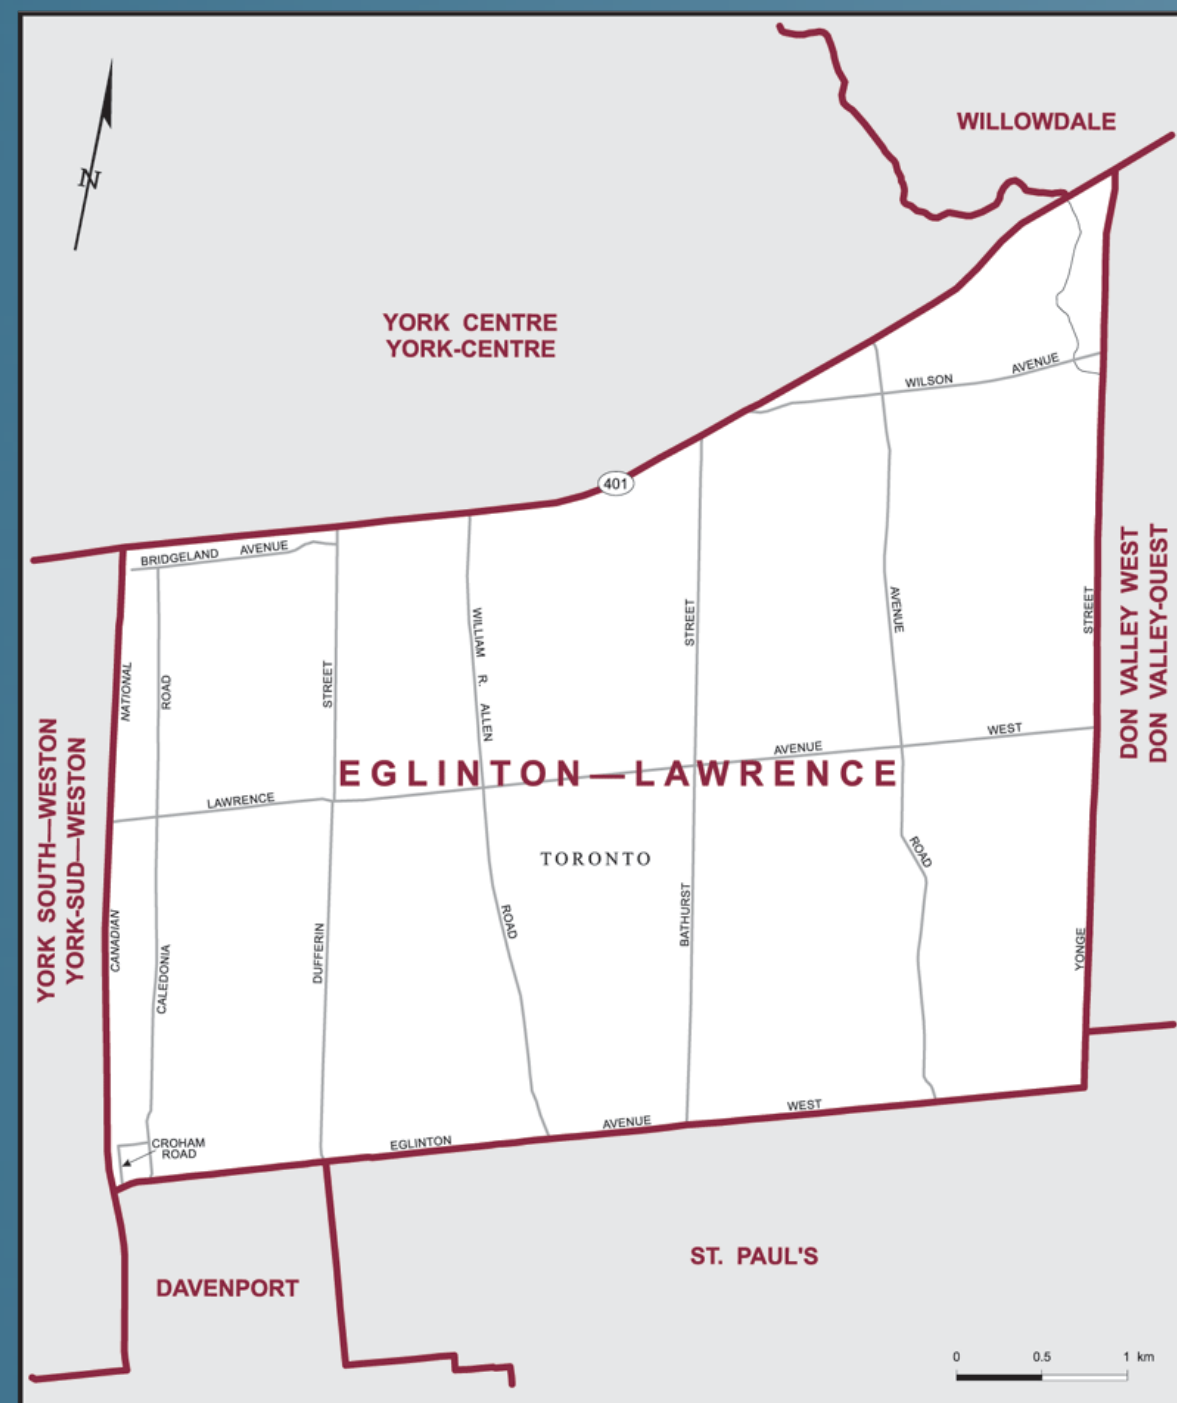 WILLOWDALE
N
YORK CENTRE
YORK-CENTRE
WILSON
AVENUE
401
BRIDGELAND AVENUE
NATIONAL
CANADIAN
CALEDONIA
ROAD
DUFFERIN
STREET
WILLIAM R. ALLEN
ROAD
BATHURST
STREET
AVENUE
ROAD
YONGE
STREET
DON VALLEY WEST
DON VALLEY-OUEST
YORK SOUTH—WESTON
YORK-SUD—WESTON
LAWRENCE
AVENUE
WEST
EGLINTON—LAWRENCE
TORONTO
CROHAM
ROAD
EGLINTON
AVENUE
WEST
ST. PAUL'S
DAVENPORT
0 0.5 1 km